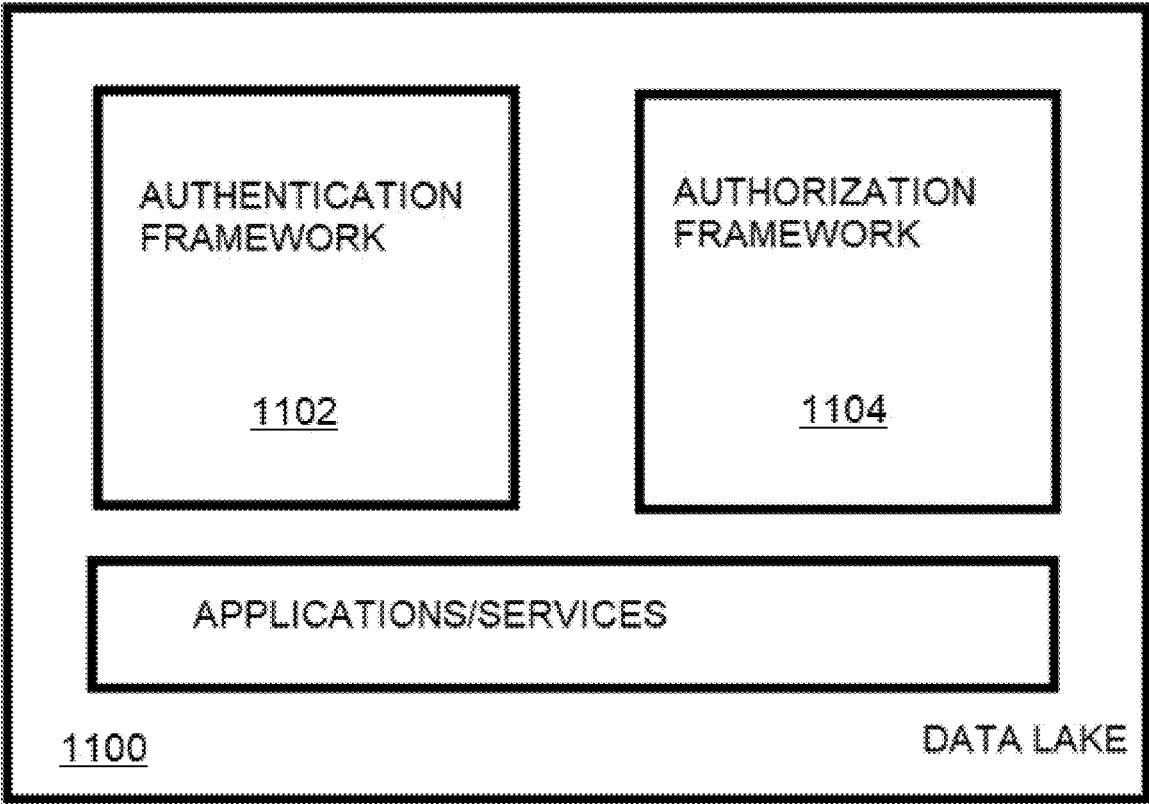 AUTHENTICATION
FRAMEWORK
1102
AUTHORIZATION
FRAMEWORK
1104
APPLICATIONS/SERVICES
1100
DATA LAKE